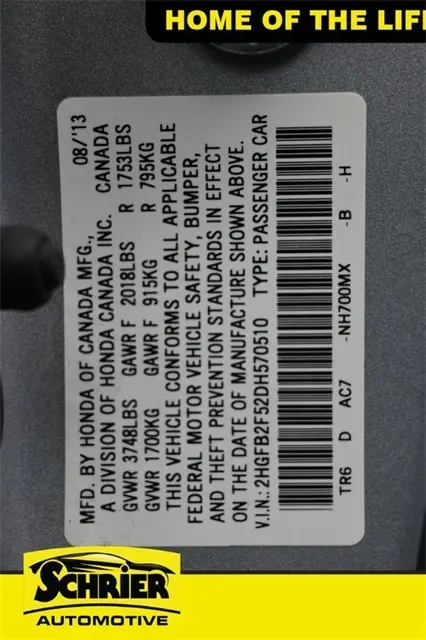 HOME OF THE LIF
MFD. BY HONDA OF CANADA MFG., 08/'13
A DIVISION OF HONDA CANADA INC. CANADA
GVWR 3748LBS GAWR F 2018LBS R 1753LBS
GVWR 1700KG GAWR F 915KG R 795KG
THIS VEHICLE CONFORMS TO ALL APPLICABLE
FEDERAL MOTOR VEHICLE SAFETY, BUMPER,
AND THEFT PREVENTION STANDARDS IN EFFECT
ON THE DATE OF MANUFACTURE SHOWN ABOVE.
V.I.N.: 2HGFB2F52DH570510 TYPE: PASSENGER CAR
TR6 D AC7 -NH700MX -B -H
SCHRIER
AUTOMOTIVE